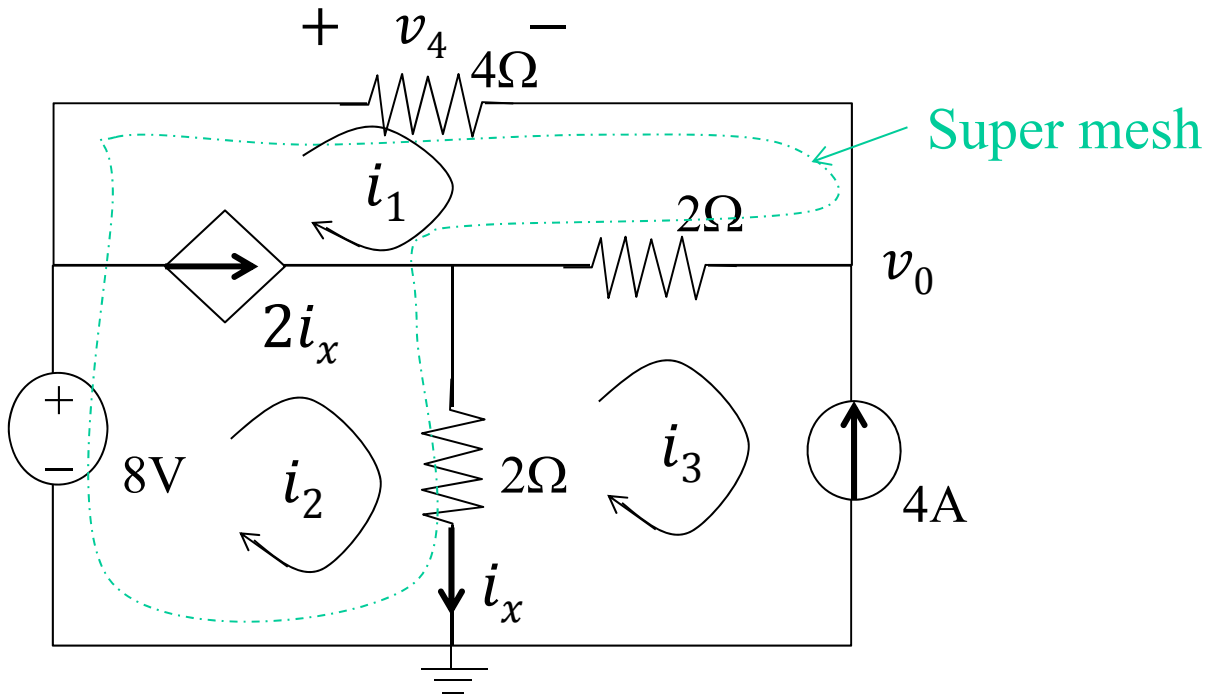 + v₄ −
4Ω
Super mesh
i₁
2Ω
v₀
2iₓ
+
−
8V
i₂
2Ω
i₃
4A
iₓ